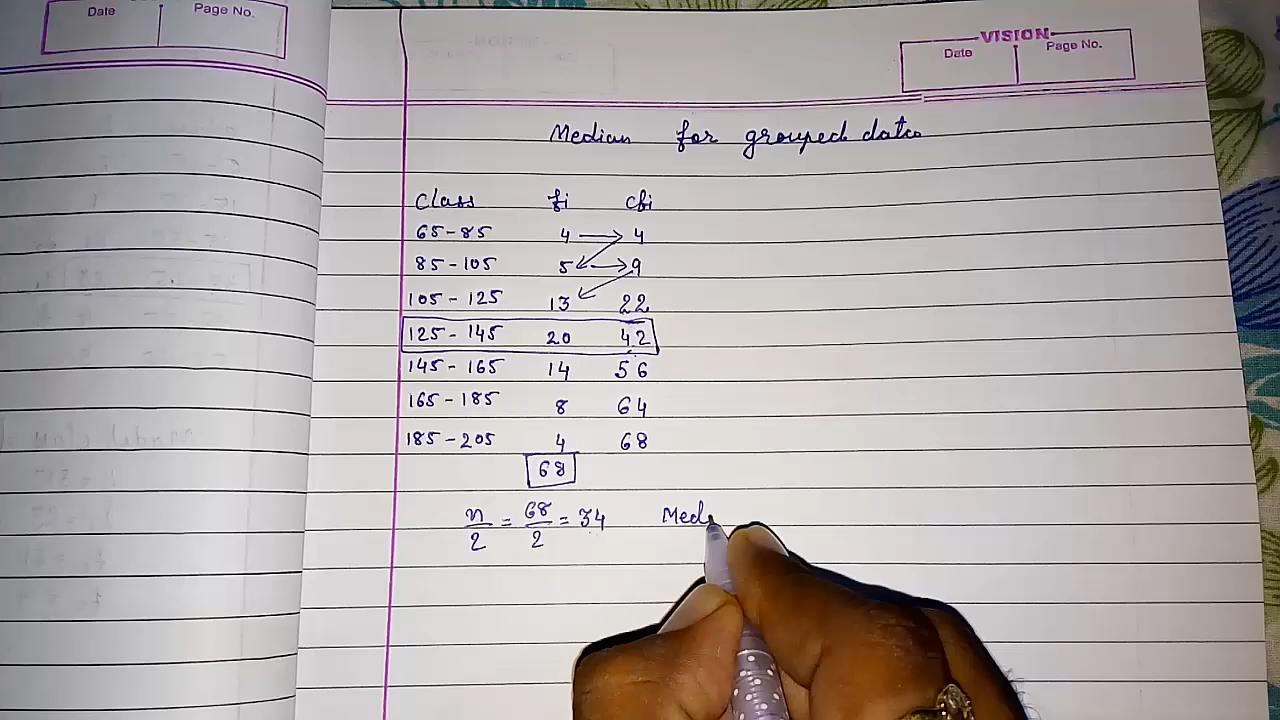 Date Page No.
VISION
Date Page No.
Median for grouped data
Class fi cfi
65-85 4 4
85-105 5 9
105-125 13 22
125-145 20 42
145-165 14 56
165-185 8 64
185-205 4 68
68
n/2 = 68/2 = 34 Med